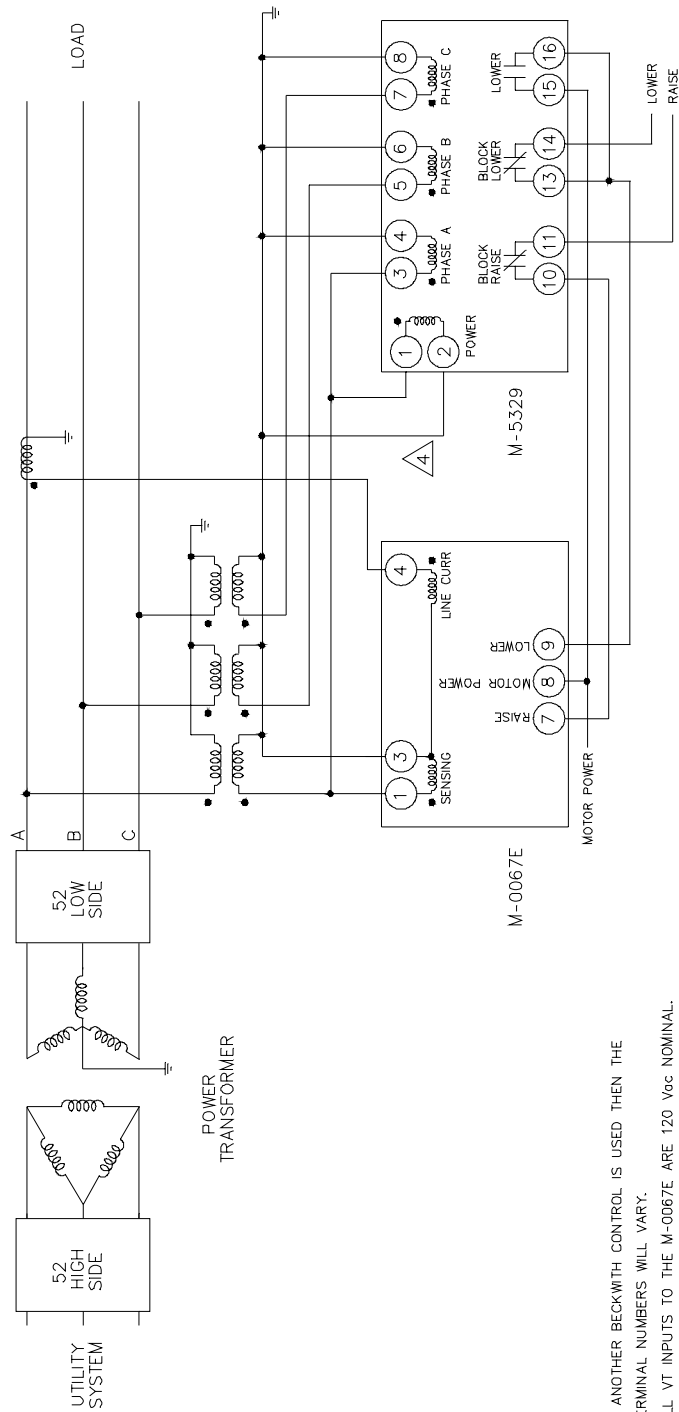 UTILITY
SYSTEM
52
HIGH
SIDE
POWER
TRANSFORMER
52
LOW
SIDE
A
B
C
LOAD
1
3
4
SENSING
LINE CURR
RAISE
MOTOR POWER
LOWER
7
8
9
M-0067E
MOTOR POWER
4
M-5329
1
2
POWER
3
4
5
6
7
8
PHASE A
PHASE B
PHASE C
BLOCK
RAISE
BLOCK
LOWER
LOWER
10
11
13
14
15
16
LOWER
RAISE
ANOTHER BECKWITH CONTROL IS USED THEN THE
RMINAL NUMBERS WILL VARY.
LL VT INPUTS TO THE M-0067E ARE 120 Vac NOMINAL.